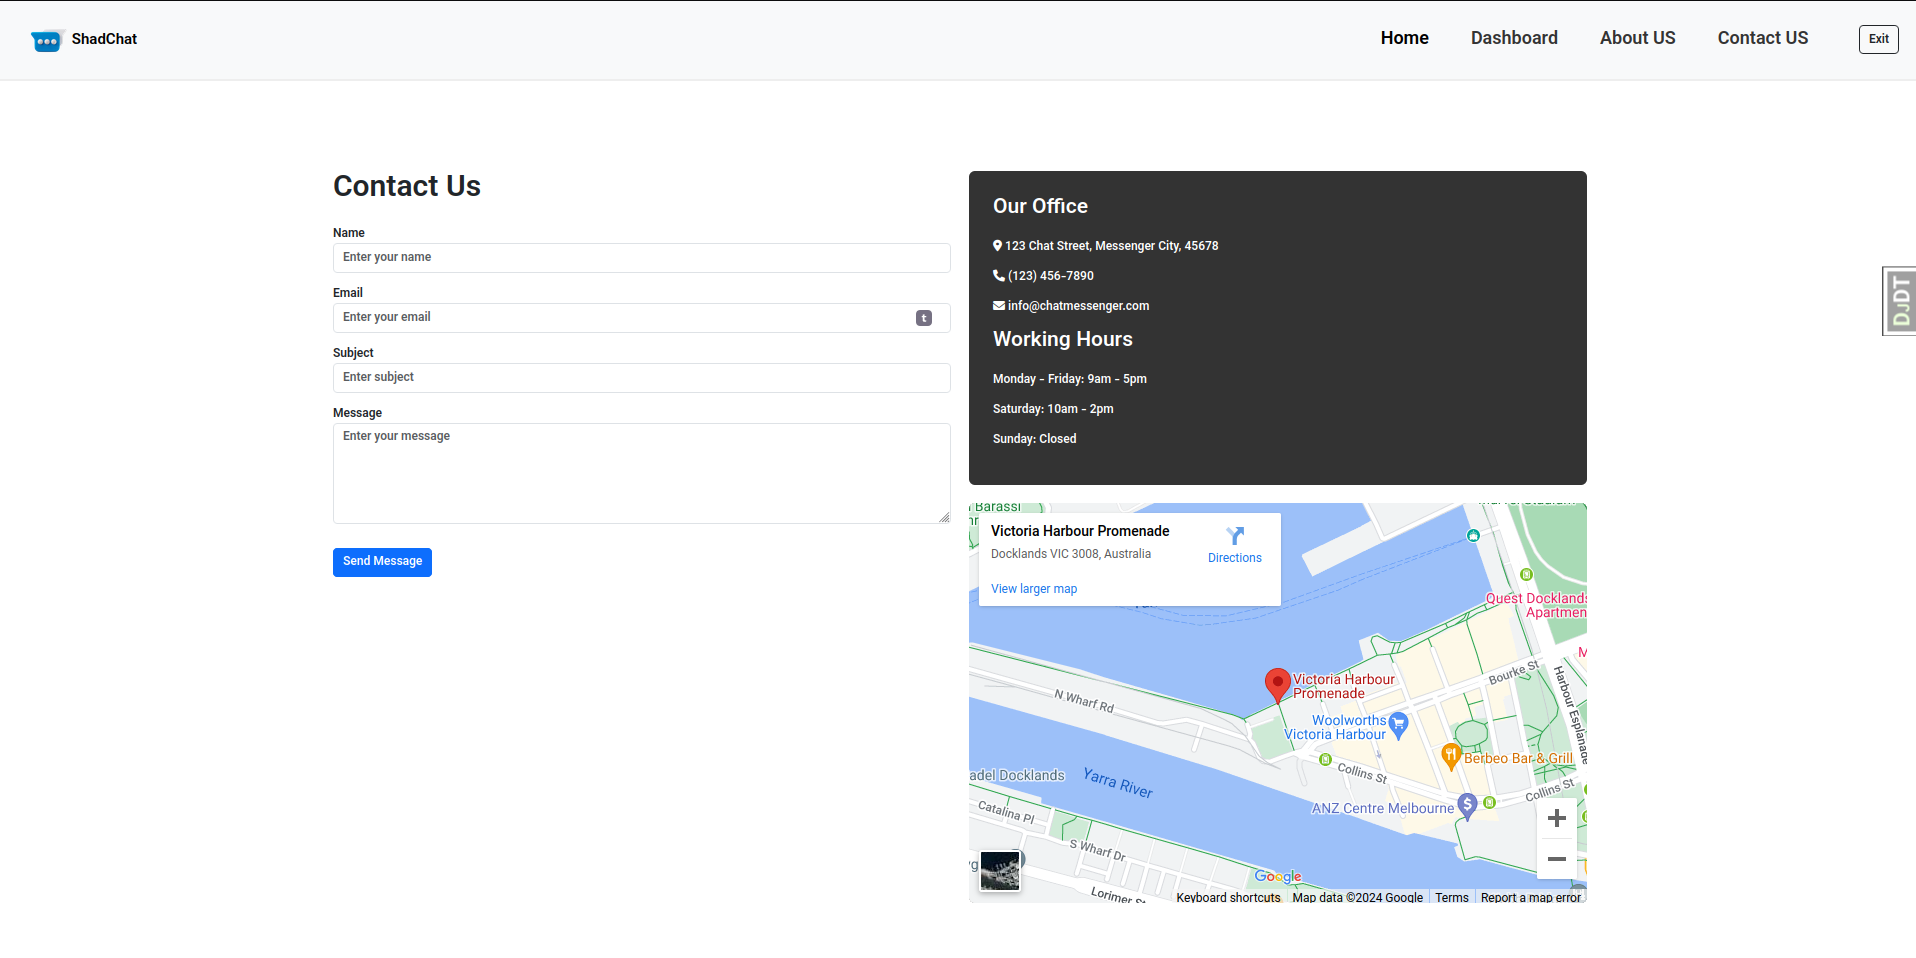 ShadChat
Home
Dashboard
About US
Contact US
Exit
Contact Us
Name
Enter your name
Email
Enter your email
t
Subject
Enter subject
Message
Enter your message
Send Message
Our Office
123 Chat Street, Messenger City, 45678
(123) 456-7890
info@chatmessenger.com
Working Hours
Monday - Friday: 9am - 5pm
Saturday: 10am - 2pm
Sunday: Closed
DJDT
Barassi
Victoria Harbour Promenade
Docklands VIC 3008, Australia
Directions
View larger map
Quest Docklands
Apartmen
M
Bourke St
Harbour Esplanade
Victoria Harbour
Promenade
N Wharf Rd
Woolworths
Victoria Harbour
Berbeo Bar & Grill
Collins St
Collins St
adel Docklands
Yarra River
ANZ Centre Melbourne
Catalina Pl
S Wharf Dr
Lorimer St
Google
Keyboard shortcuts
Map data ©2024 Google
Terms
Report a map error